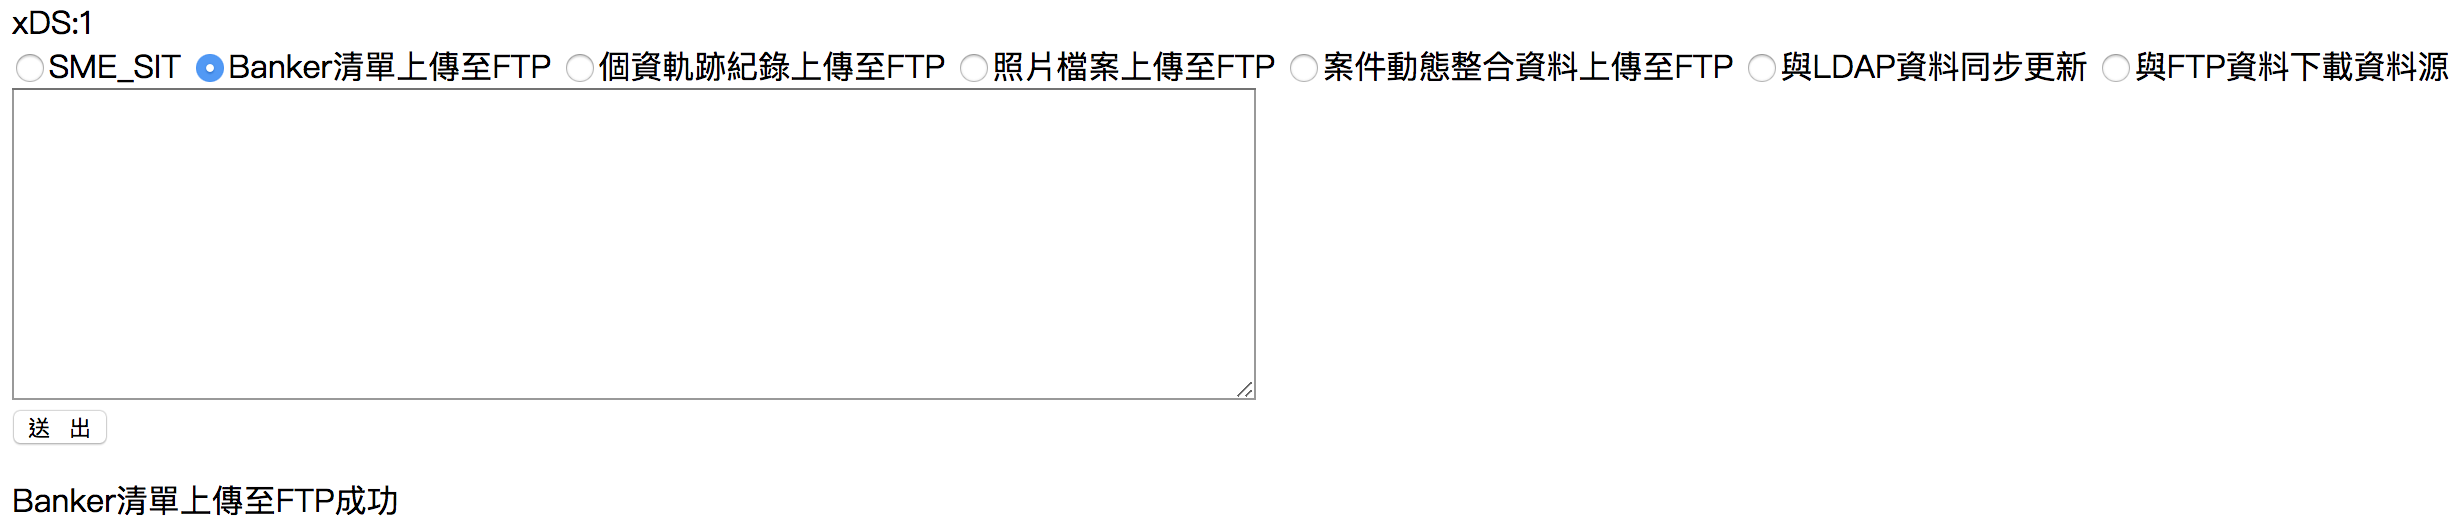 xDS:1
SME_SIT Banker清單上傳至FTP 個資軌跡紀錄上傳至FTP 照片檔案上傳至FTP 案件動態整合資料上傳至FTP 與LDAP資料同步更新 與FTP資料下載資料源
送 出
Banker清單上傳至FTP成功